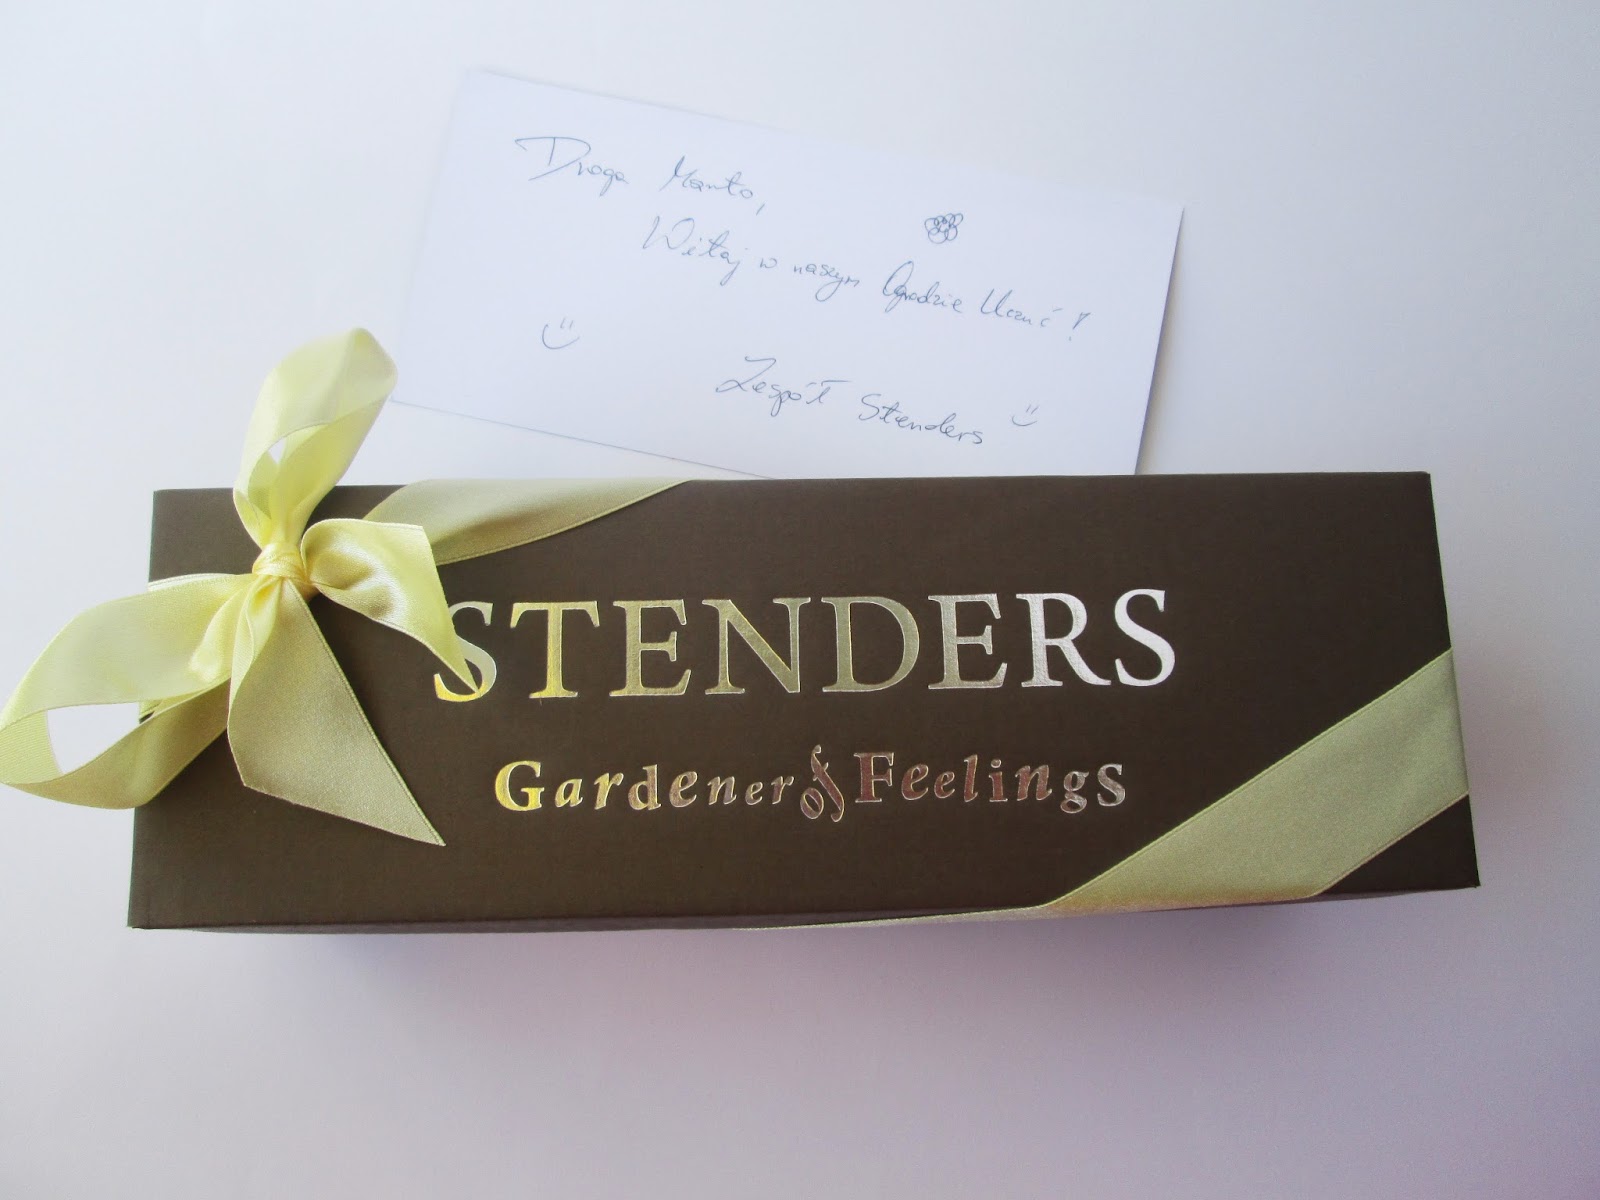 Droga Marto,
Witaj w naszym Ogrodzie Uczuć!
Zespół Stenders
STENDERS
Gardener of Feelings